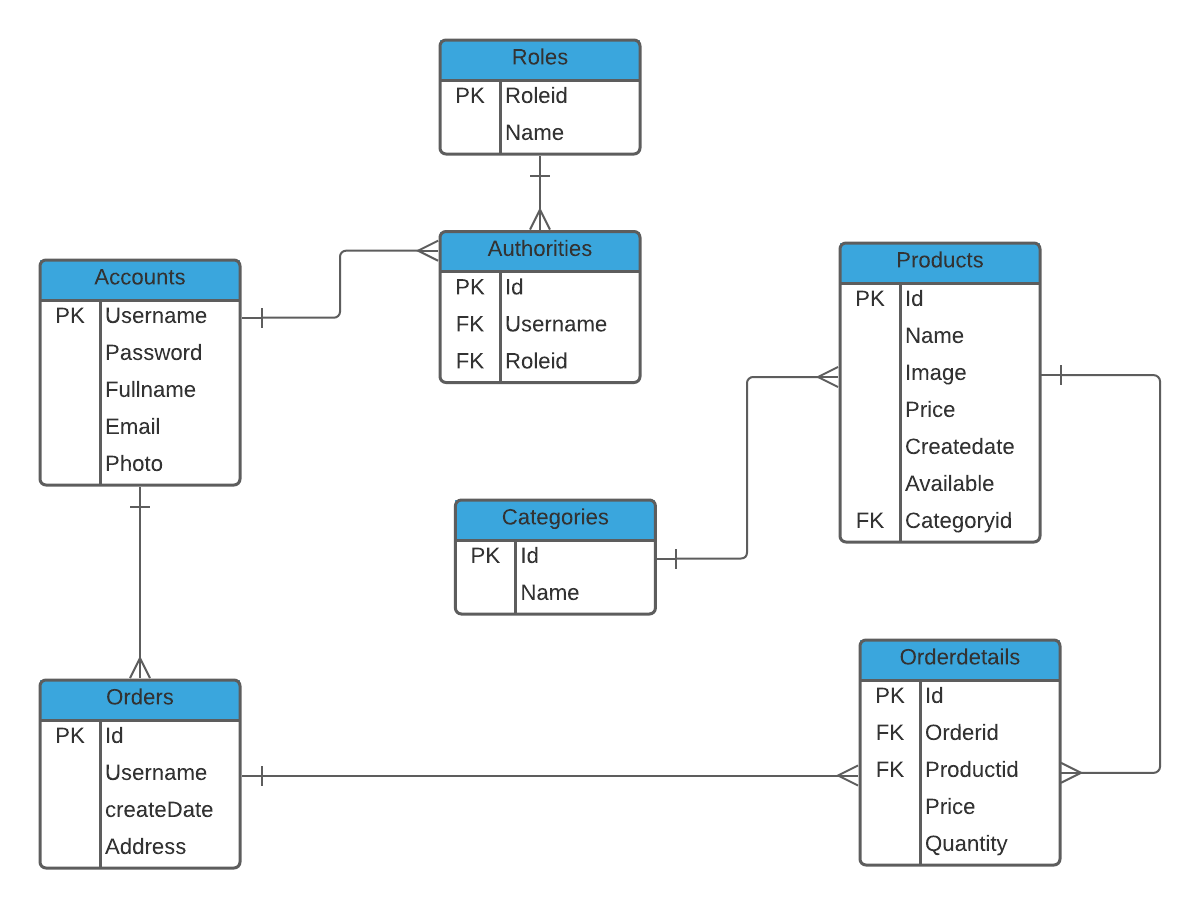 Roles
PK Roleid
Name
Authorities
PK Id
FK Username
FK Roleid
Accounts
PK Username
Password
Fullname
Email
Photo
Products
PK Id
Name
Image
Price
Createdate
Available
FK Categoryid
Categories
PK Id
Name
Orders
PK Id
Username
createDate
Address
Orderdetails
PK Id
FK Orderid
FK Productid
Price
Quantity